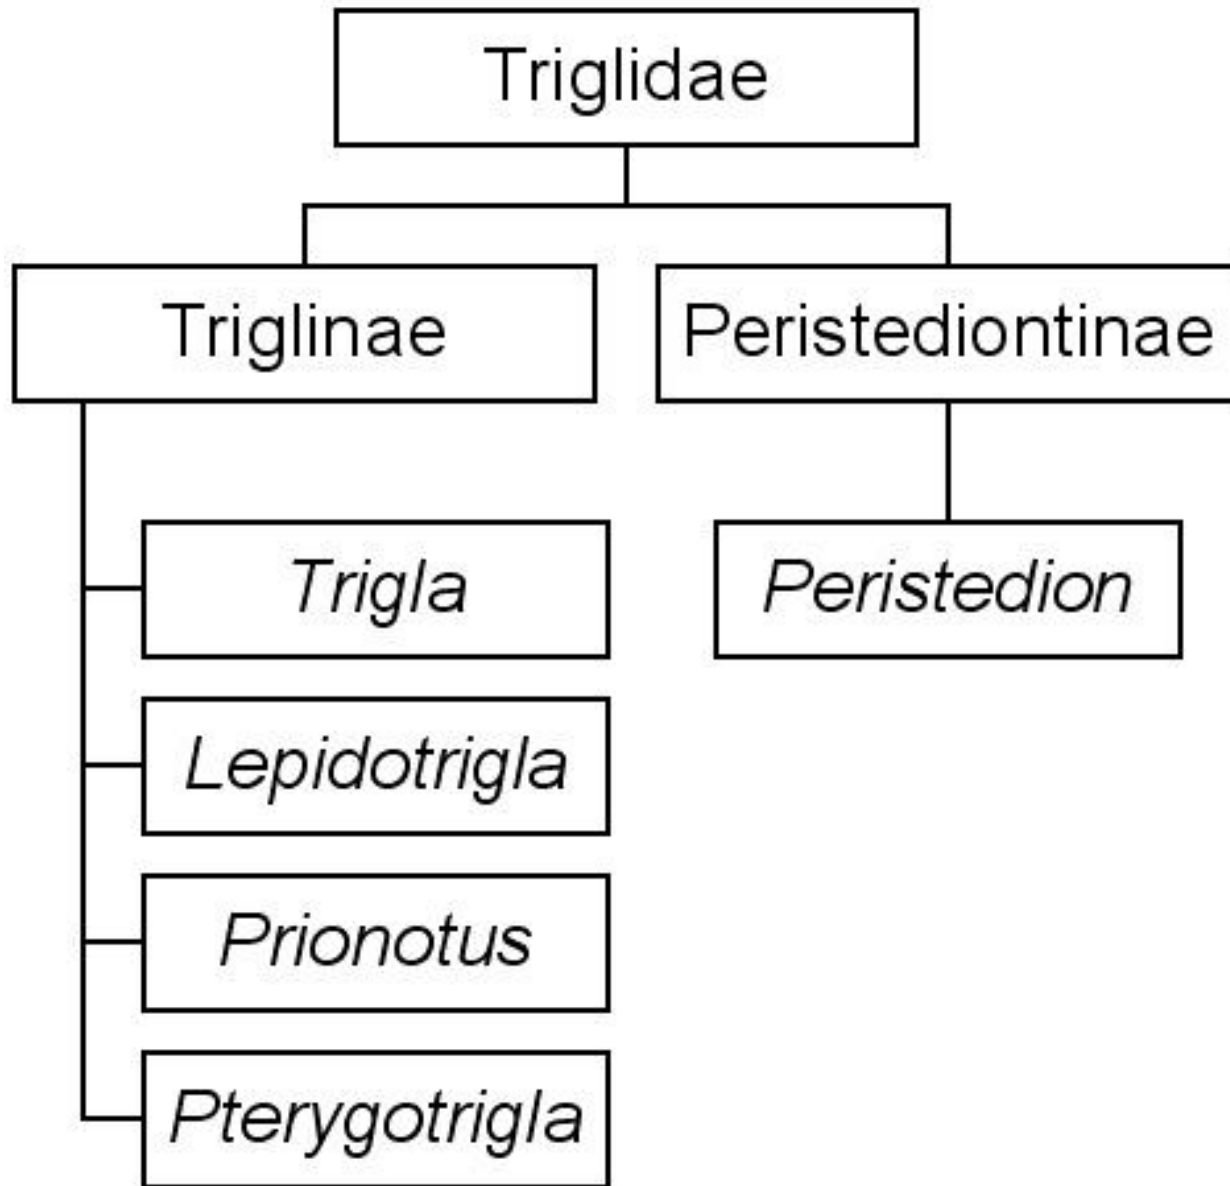 Triglidae
Triglinae
Peristediontinae
Trigla
Peristedion
Lepidotrigla
Prionotus
Pterygotrigla